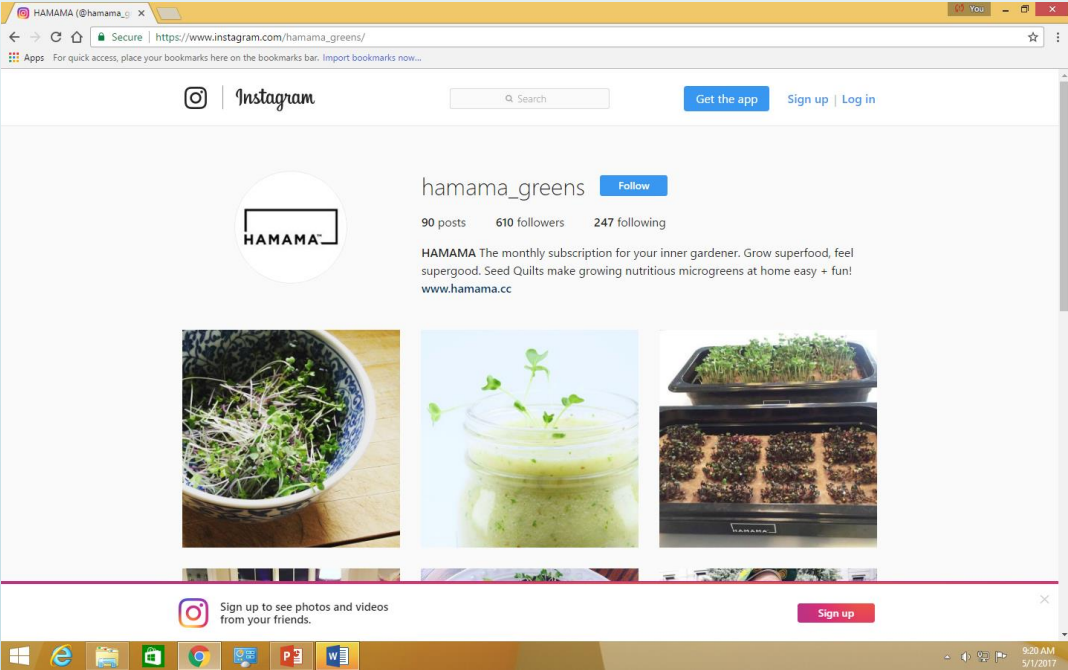 HAMAMA (@hamama_g
You
Secure | https://www.instagram.com/hamama_greens/
Apps For quick access, place your bookmarks here on the bookmarks bar. Import bookmarks now...
Instagram
Search
Get the app
Sign up | Log in
hamama_greens Follow
90 posts 610 followers 247 following
HAMAMA™
HAMAMA The monthly subscription for your inner gardener. Grow superfood, feel
supergood. Seed Quilts make growing nutritious microgreens at home easy + fun!
www.hamama.cc
HAMAMA
Sign up to see photos and videos
from your friends.
Sign up
9:20 AM
5/1/2017